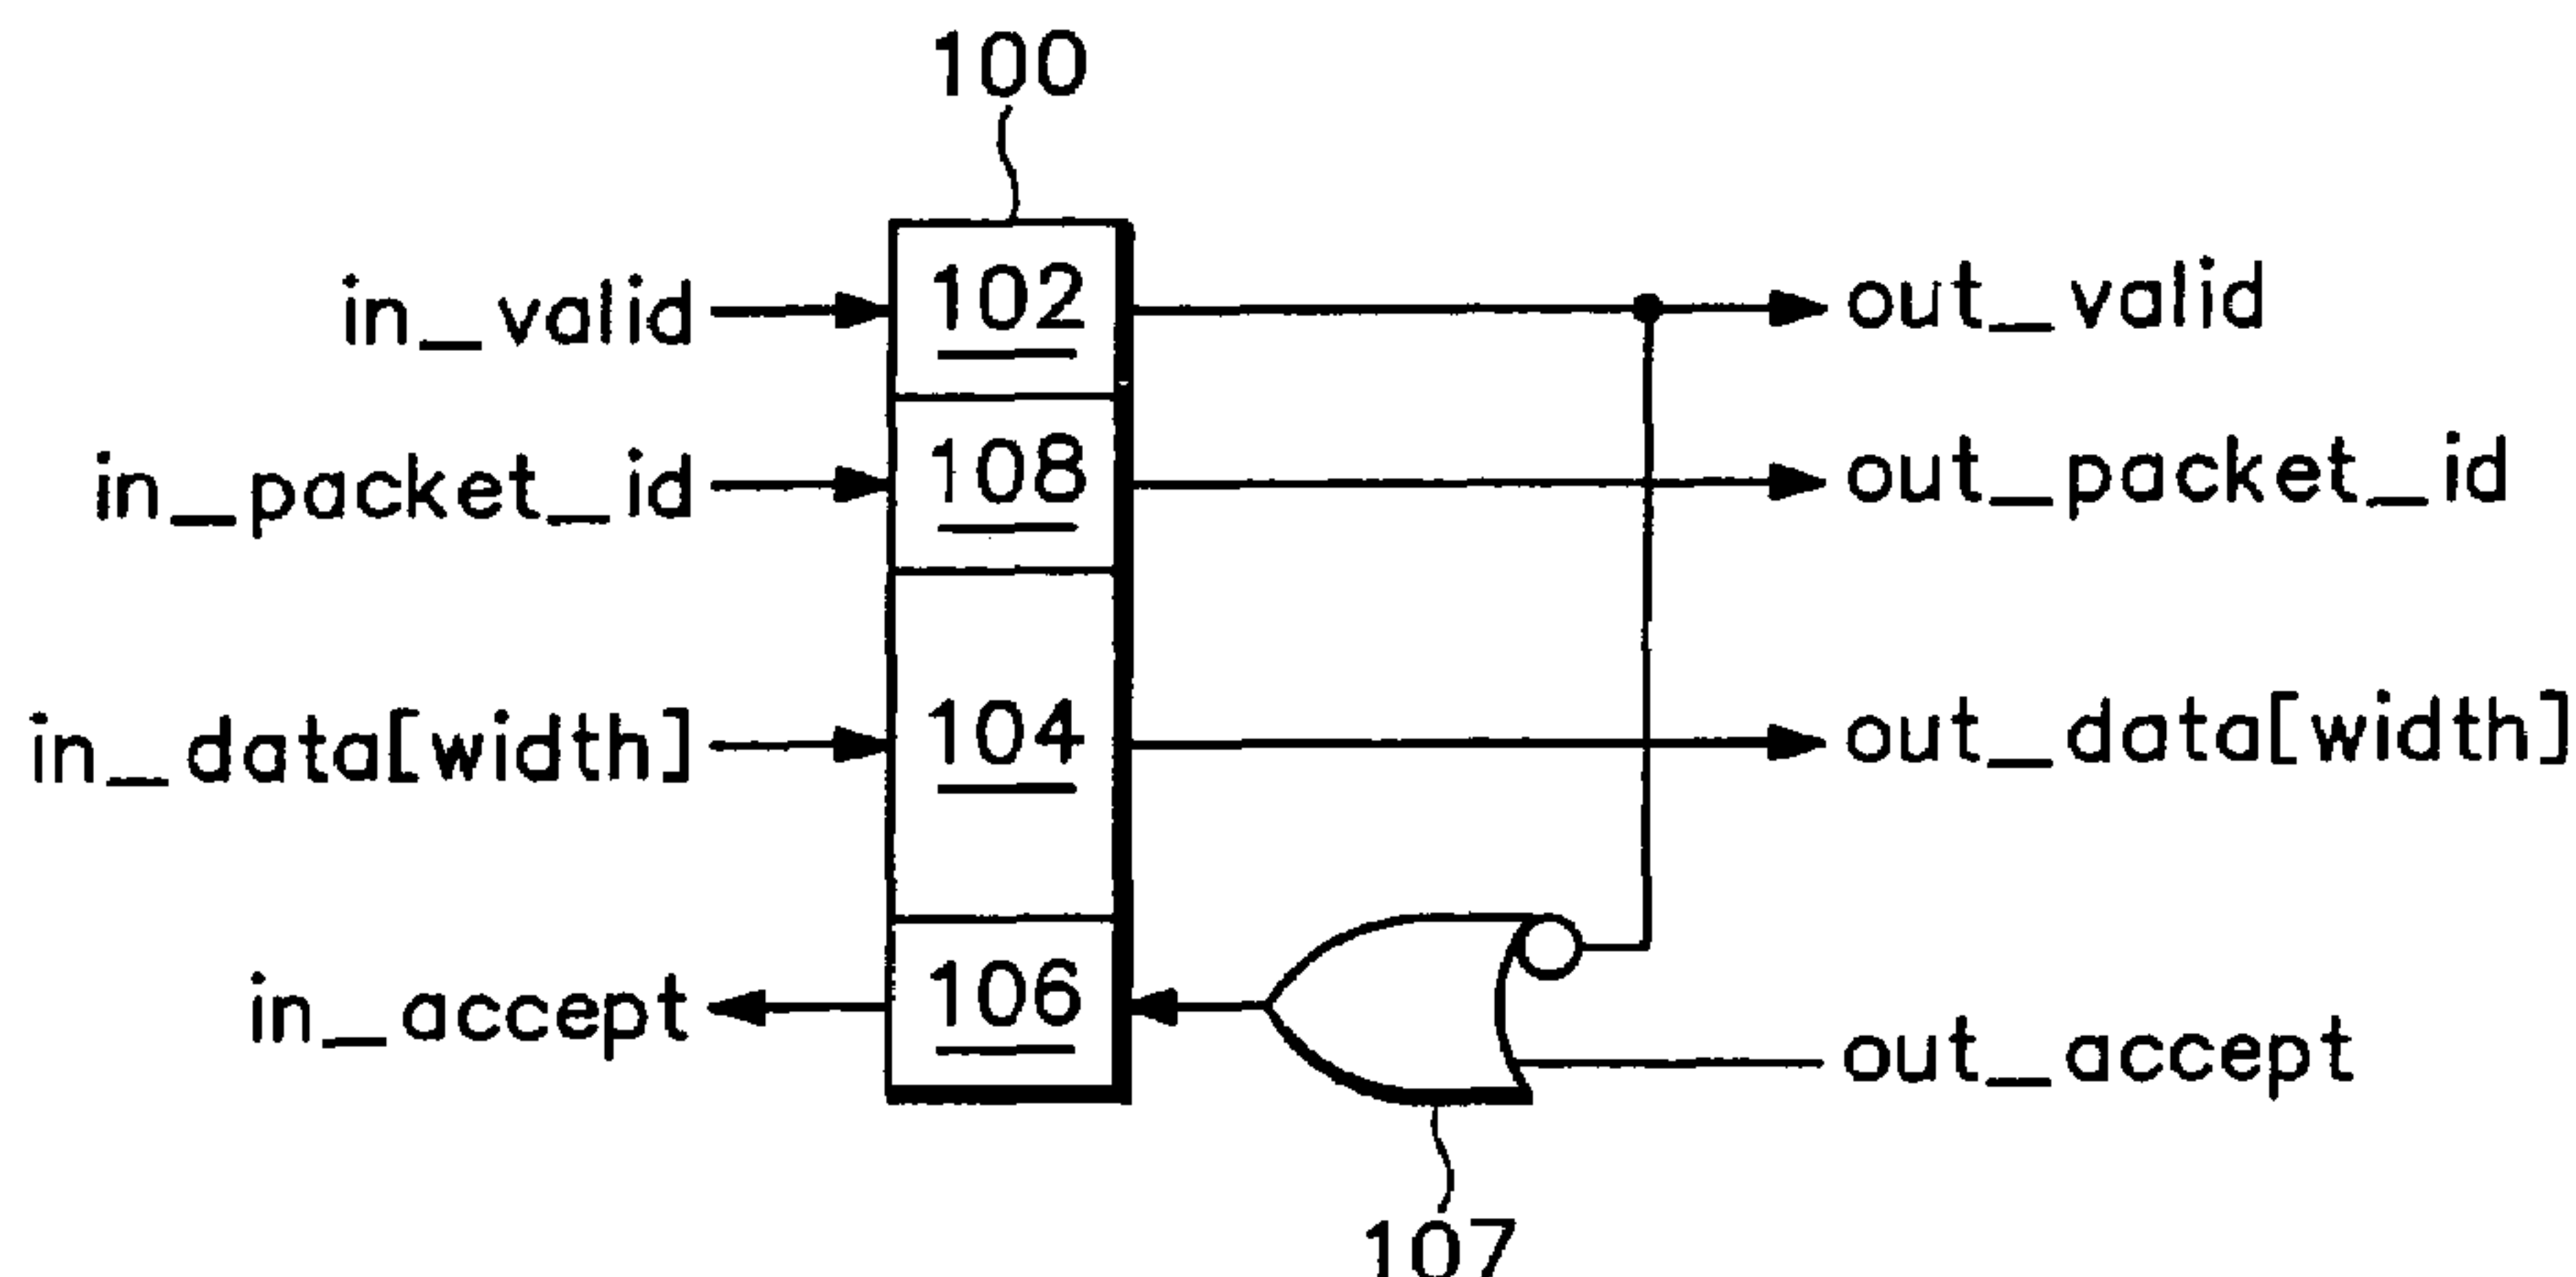 100
in_valid
102
out_valid
in_packet_id
108
out_packet_id
in_data[width]
104
out_data[width]
in_accept
106
out_accept
107